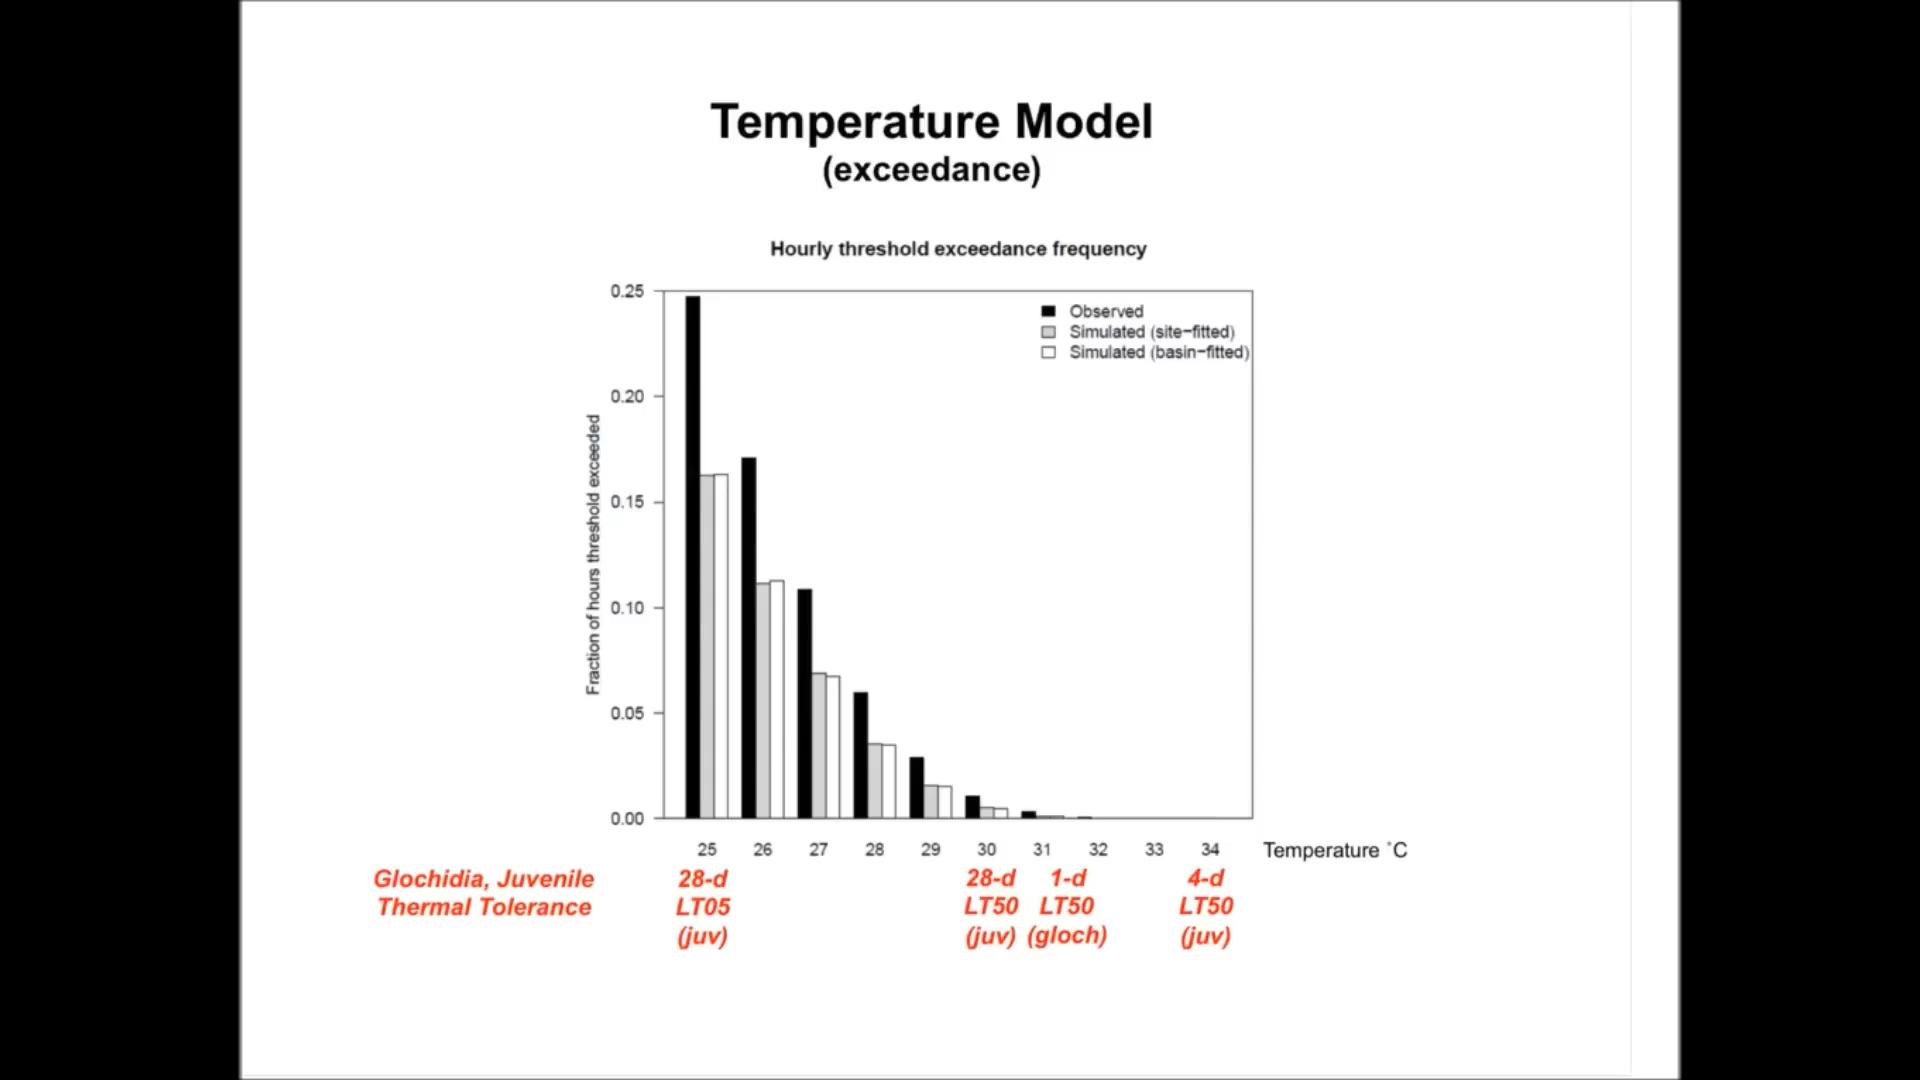 Temperature Model
(exceedance)
Hourly threshold exceedance frequency
Observed
Simulated (site-fitted)
Simulated (basin-fitted)
Fraction of hours threshold exceeded
0.25
0.20
0.15
0.10
0.05
0.00
25 26 27 28 29 30 31 32 33 34 Temperature ˚C
Glochidia, Juvenile 28-d 28-d 1-d 4-d
Thermal Tolerance LT05 LT50 LT50 LT50
(juv) (juv) (gloch) (juv)